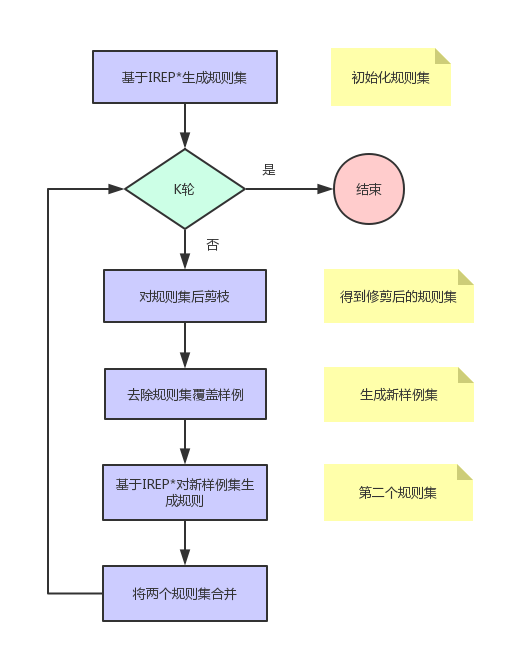 基于IREP*生成规则集
初始化规则集
K轮
是
结束
否
对规则集后剪枝
得到修剪后的规则集
去除规则集覆盖样例
生成新样例集
基于IREP*对新样例集生
成规则
第二个规则集
将两个规则集合并